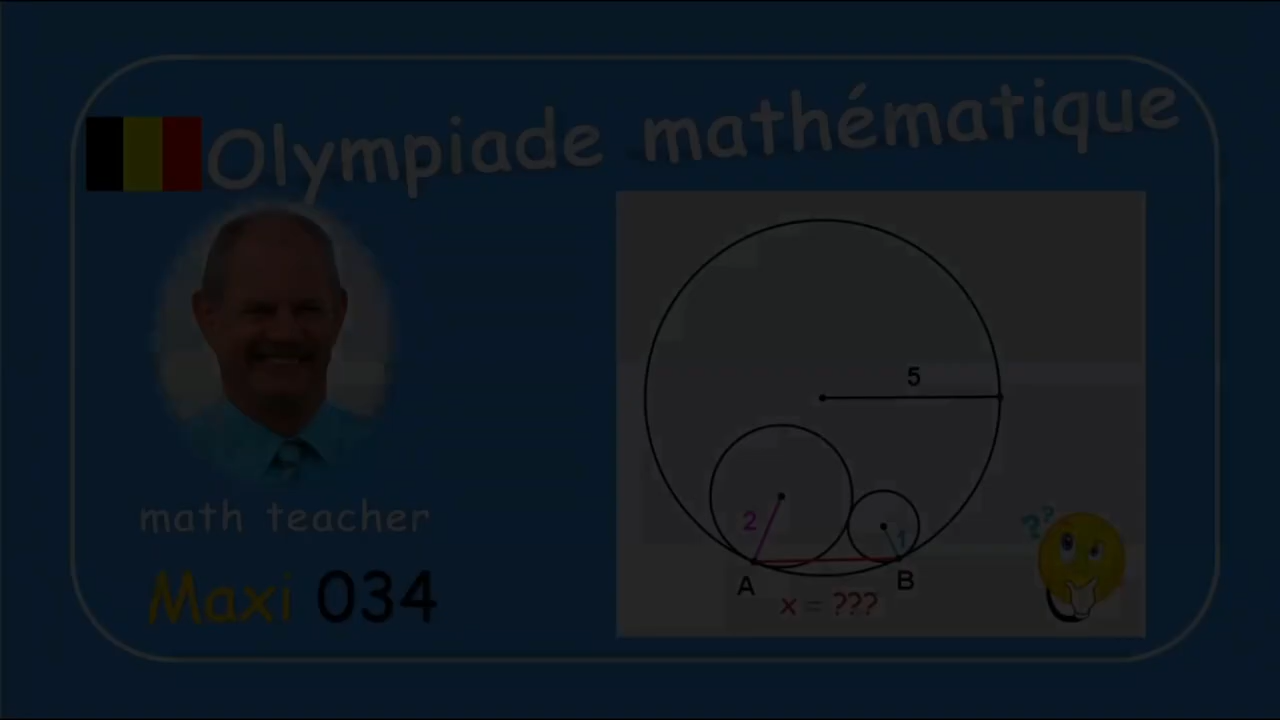 Olympiade mathématique
5
2
1
A
B
x = ???
??
math teacher
Maxi 034